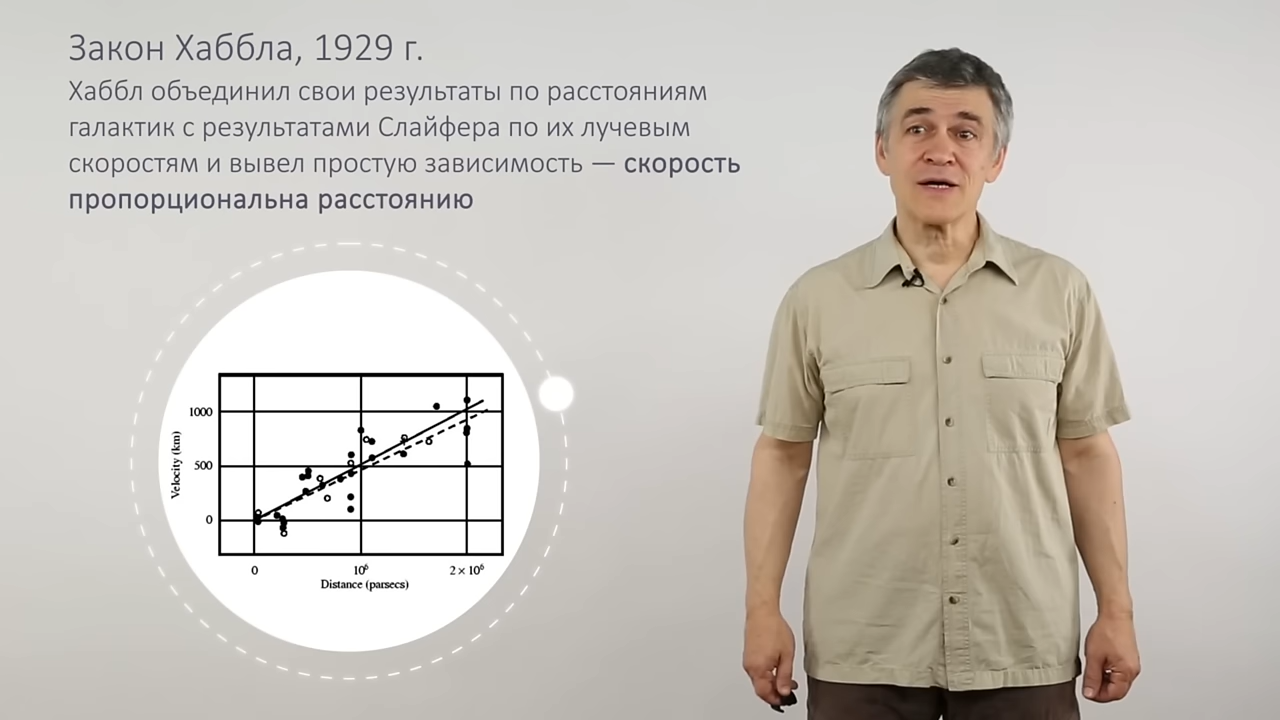 Закон Хаббла, 1929 г.
Хаббл объединил свои результаты по расстояниям
галактик с результатами Слайфера по их лучевым
скоростям и вывел простую зависимость — скорость
пропорциональна расстоянию
1000
500
0
Velocity (km)
0
10⁶
2 × 10⁶
Distance (parsecs)